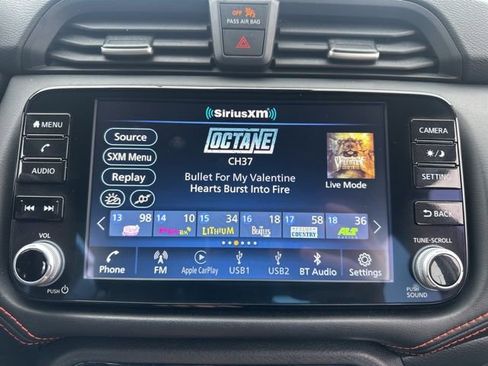 OFF
PASS AIR BAG
SiriusXM
MENU
AUDIO
VOL
PUSH
Source
SXM Menu
Replay
OCTANE
CH37
Bullet For My Valentine
Hearts Burst Into Fire
Live Mode
13 98 14 15 34 16 18 17 58 18 36
LITHIUM
BEATLES
COUNTRY
ALT
Phone
FM
Apple CarPlay
USB1
USB2
BT Audio
Settings
CAMERA
SETTING
BACK
TUNE·SCROLL
PUSH
SOUND